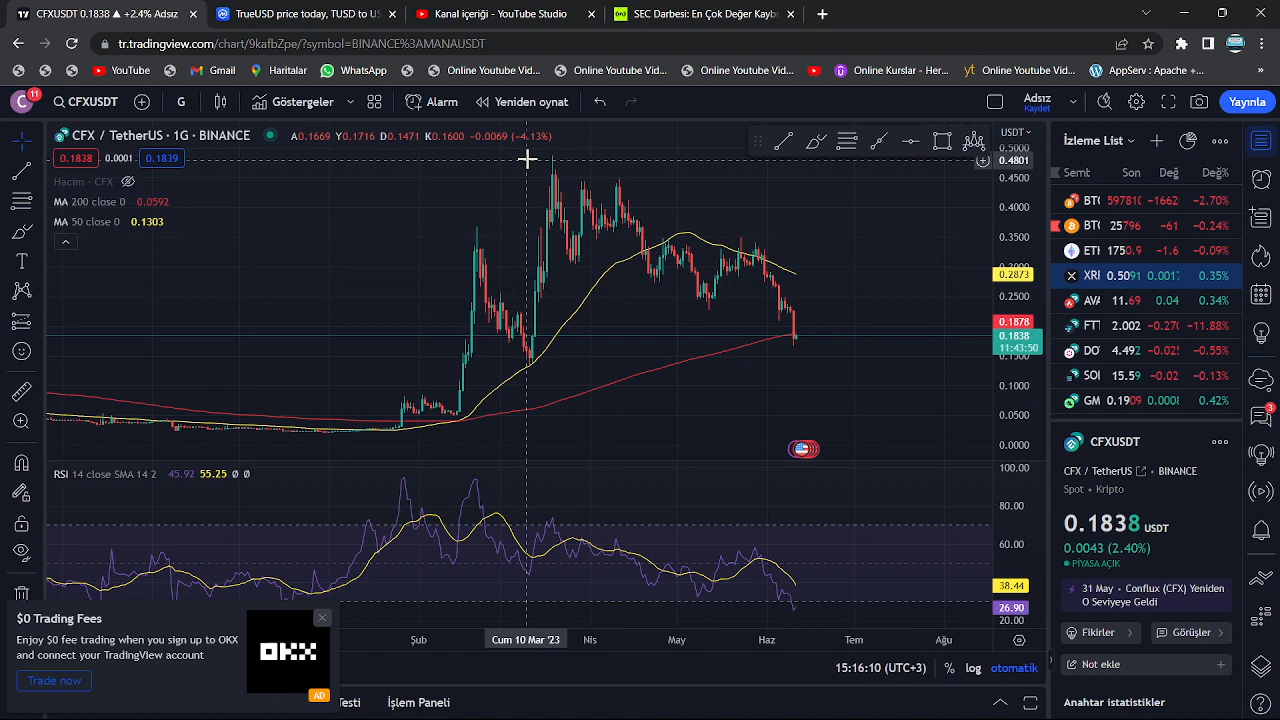 CFXUSDT 0.1838 ▲ +2.4% Adsız
TrueUSD price today, TUSD to US
Kanal içeriği - YouTube Studio
SEC Darbesi: En Çok Değer Kaybe
tr.tradingview.com/chart/9kafbZpe/?symbol=BINANCE%3AMANAUSDT
YouTube
Gmail
Haritalar
WhatsApp
Online Youtube Vid...
Online Youtube Vid...
Online Youtube Vid...
Online Kurslar - Her...
Online Youtube Vid...
AppServ : Apache +...
C 11
CFXUSDT
G
Göstergeler
Alarm
Yeniden oynat
Adsız
Kaydet
Yayınla
CFX / TetherUS · 1G · BINANCE
A0.1669 Y0.1716 D0.1471 K0.1600 -0.0069 (-4.13%)
0.1838 0.0001 0.1839
Hacim · CFX
MA 200 close 0 0.0592
MA 50 close 0 0.1303
USDT
0.5000
0.4801
0.4500
0.4000
0.3500
0.2873
0.2500
0.1878
0.1838
11:43:50
0.1500
0.1000
0.0500
0.0000
RSI 14 close SMA 14 2 45.92 55.25 Ø Ø
100.00
80.00
60.00
38.44
26.90
20.00
Şub
Cum 10 Mar '23
Nis
May
Haz
Tem
Ağu
15:16:10 (UTC+3)
%
log
otomatik
$0 Trading Fees
Enjoy $0 fee trading when you sign up to OKX
and connect your TradingView account
Trade now
OKX
AD
İşlem Paneli
İzleme List
Semt Son Değ Değ%
BTC 597810 -1662 -2.70%
BTC 25796 -61 -0.24%
ETH 1750.9 -1.6 -0.09%
XRI 0.5091 0.0017 0.35%
AVA 11.69 0.04 0.34%
FTT 2.002 -0.270 -11.88%
DO 4.492 -0.025 -0.55%
SOI 15.59 -0.02 -0.13%
GM 0.1909 0.0008 0.42%
CFXUSDT
CFX / TetherUS BINANCE
Spot • Kripto
0.1838 USDT
0.0043 (2.40%)
PİYASA AÇIK
31 May · Conflux (CFX) Yeniden
O Seviyeye Geldi
Fikirler
Görüşler
Not ekle
Anahtar istatistikler
3